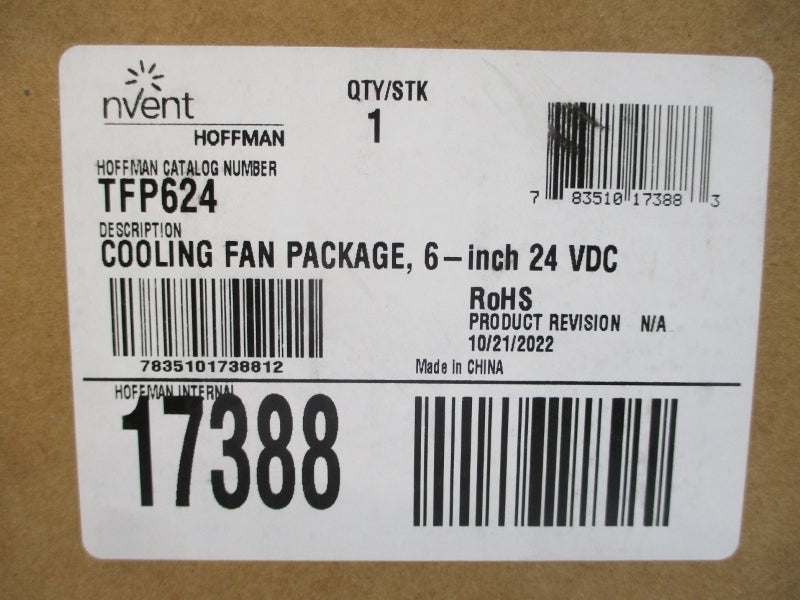 nvent
HOFFMAN
QTY/STK
1
7 83510 17388 3
HOFFMAN CATALOG NUMBER
TFP624
DESCRIPTION
COOLING FAN PACKAGE, 6-inch 24 VDC
7835101738812
RoHS
PRODUCT REVISION N/A
10/21/2022
Made In CHINA
HOFFMAN INTERNAL
17388